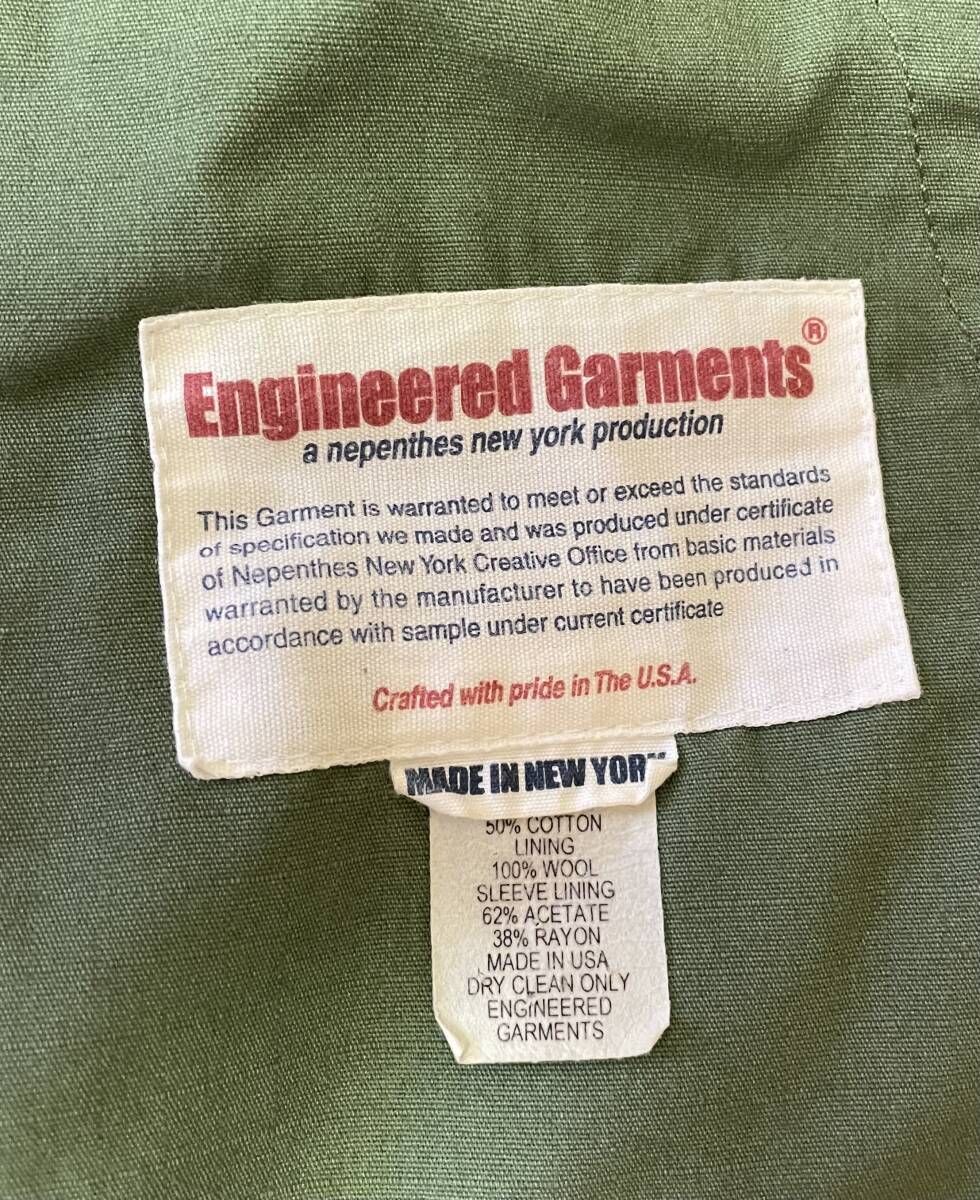 Engineered Garments®
a nepenthes new york production
This Garment is warranted to meet or exceed the standards
of specification we made and was produced under certificate
of Nepenthes New York Creative Office from basic materials
warranted by the manufacturer to have been produced in
accordance with sample under current certificate
Crafted with pride in The U.S.A.
MADE IN NEW YORK
50% COTTON
LINING
100% WOOL
SLEEVE LINING
62% ACETATE
38% RAYON
MADE IN USA
DRY CLEAN ONLY
ENGINEERED
GARMENTS